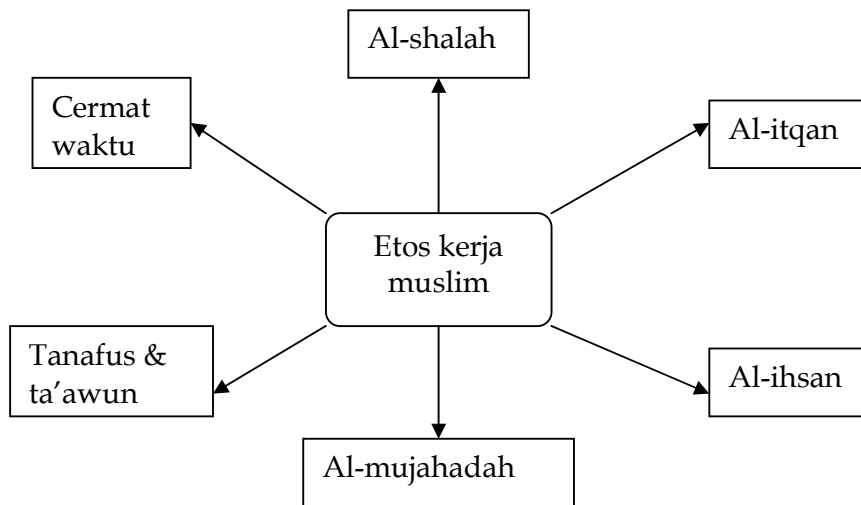 Al-shalah
Cermat
waktu
Al-itqan
Etos kerja
muslim
Tanafus &
ta’awun
Al-ihsan
Al-mujahadah